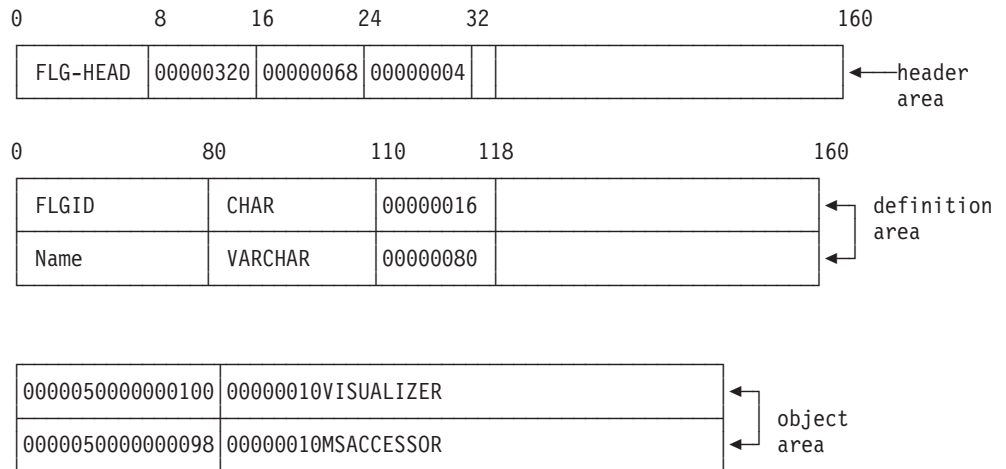 0 8 16 24 32 160
FLG-HEAD 00000320 00000068 00000004 header
area
0 80 110 118 160
FLGID CHAR 00000016 definition
area
Name VARCHAR 00000080
0000050000000100 00000010VISUALIZER
object
area
0000050000000098 00000010MSACCESSOR